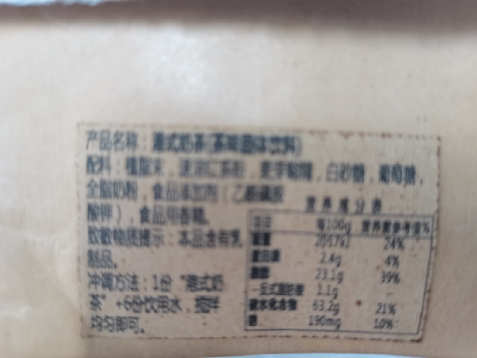 产品名称：港式奶茶(茶味固体饮料)
配料：植脂末，速溶红茶粉，麦芽糊精，白砂糖，葡萄糖，
全脂奶粉，食品添加剂（乙酰磺胺
酸钾），食品用香精。
致敏物质提示：本品含有乳
制品。
冲调方法：1份“港式奶
茶”+6份饮用水，搅拌
均匀即可。
营养成分表
项目 每100g 营养素参考值%
能量 2017kJ 24%
蛋白质 2.4g 4%
脂肪 23.1g 39%
—反式脂肪酸 1.1g
碳水化合物 63.2g 21%
钠 190mg 10%